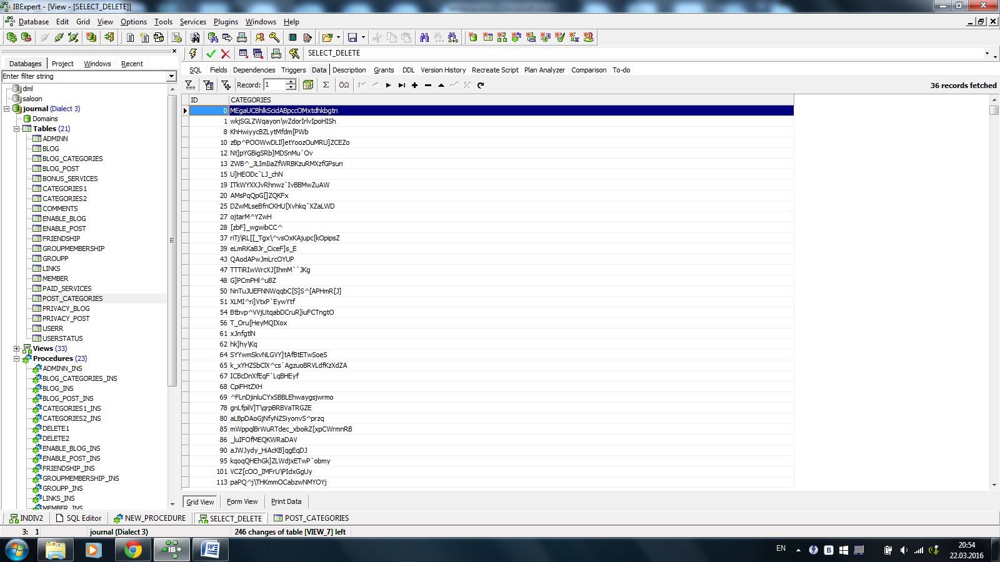 IBExpert - [View - [SELECT_DELETE]]
Database Edit Grid View Options Tools Services Plugins Windows Help
Databases Project Windows Recent
Enter filter string
dml
saloon
journal (Dialect 3)
Domains
Tables (21)
ADMINN
BLOG
BLOG_CATEGORIES
BLOG_POST
BONUS_SERVICES
CATEGORIES1
CATEGORIES2
COMMENTS
ENABLE_BLOG
ENABLE_POST
FRIENDSHIP
GROUPMEMBERSHIP
GROUPP
LINKS
MEMBER
PAID_SERVICES
POST_CATEGORIES
PRIVACY_BLOG
PRIVACY_POST
USERR
USERSTATUS
Views (33)
Procedures (23)
ADMINN_INS
BLOG_CATEGORIES_INS
BLOG_INS
BLOG_POST_INS
CATEGORIES1_INS
CATEGORIES2_INS
DELETE1
DELETE2
ENABLE_BLOG_INS
ENABLE_POST_INS
FRIENDSHIP_INS
GROUPMEMBERSHIP_INS
GROUPP_INS
LINKS_INS
MEMBER_INS
SELECT_DELETE
SQL Fields Dependencies Triggers Data Description Grants DDL Version History Recreate Script Plan Analyzer Comparison To-do
Record: 1 36 records fetched
ID CATEGORIES
0 MEgaUCBhlkScidABpccOMxtdhkbgtn
1 wkjSGLZWqayon\wZdorIrlvIpoHISh
8 KhHwiyycBZLytMfdm[PWb
10 zBp^POOWwDLIl]etYoozOuMRU]ZCEZo
12 Nt]pYGBigSRb]MDSnMu`Ov
13 ZWB^_JLImIiaZfWRBKzuRMXzfGPsun
15 U]HEODc`LJ_chN
19 ITkWYXXJvRhnwz`IvBBMwZuAW
20 AMsPqQpG[]ZQKFx
25 DZwMLseBfnCKHU[Xvhkq`XZaLWD
27 ojtarM^YZwH
28 [zbF]_wgwibCC^
37 riTj\RL[[_Tgx\^vsOxKAjupc[kOpipsZ
39 eLmRKaBJr_CiceF]s_E
43 QAodAPwJmLrcOYUP
47 TTTiRIwWrcXJ[IhmM``JKg
48 G]PCmPHl^uBZ
50 NnTuJUEFNNWqqbC[S]S^[APHmR[J]
51 XLMI^ri]VtxP`EywYtf
54 Btbvp^VVjUtqabDCruR]iuFCTngtO
56 T_Oru[HeyMQIXox
61 xJnfgtlN
62 hk]hy\Kq
64 SYYwmSkvNLGVY]tAfBtETwSoeS
65 k_xYHZSbClX^cs`AgzuoBRVLdfKzXdZA
67 ICBcDnXfEqF`LqBHEyf
68 CpiFHtZXH
69 ^FLnDjinluCYxSBBLEhwaygsjwrmo
78 gnLfpilV]T\qrpBRBVaTRGZE
80 aLBpDAoGjNfyNZSiyonvS^przq
85 mWppqlBrWuRTdec_xboikZ[xpCWrmnRB
86 _luIFOfMEQKWRaDAV
90 aJWJydy_HiAcKB]qgEqDJ
95 kqoqQHEhGk]ZLWdjxETwP`obmy
101 VCZ[cOO_IMFrU\PIdxGgUy
113 paPQ^j\THKmmOCabzwNMYOYj
Grid View Form View Print Data
INDIV2 SQL Editor NEW_PROCEDURE SELECT_DELETE POST_CATEGORIES
3: 1 journal (Dialect 3) 246 changes of table [VIEW_7] left
EN 20:54
22.03.2016